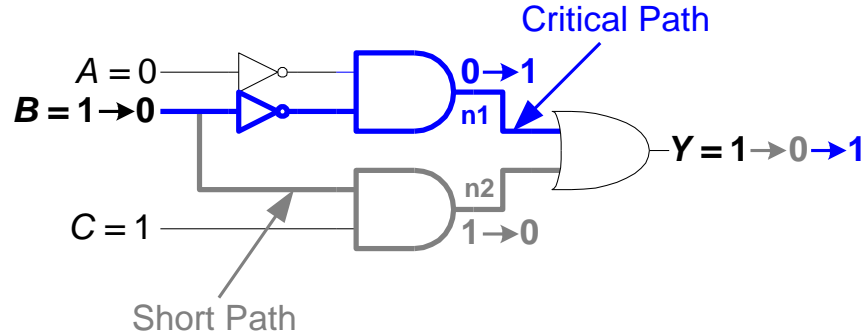 Critical Path
A = 0
0→1
B = 1→0
n1
Y = 1→0→1
n2
C = 1
1→0
Short Path